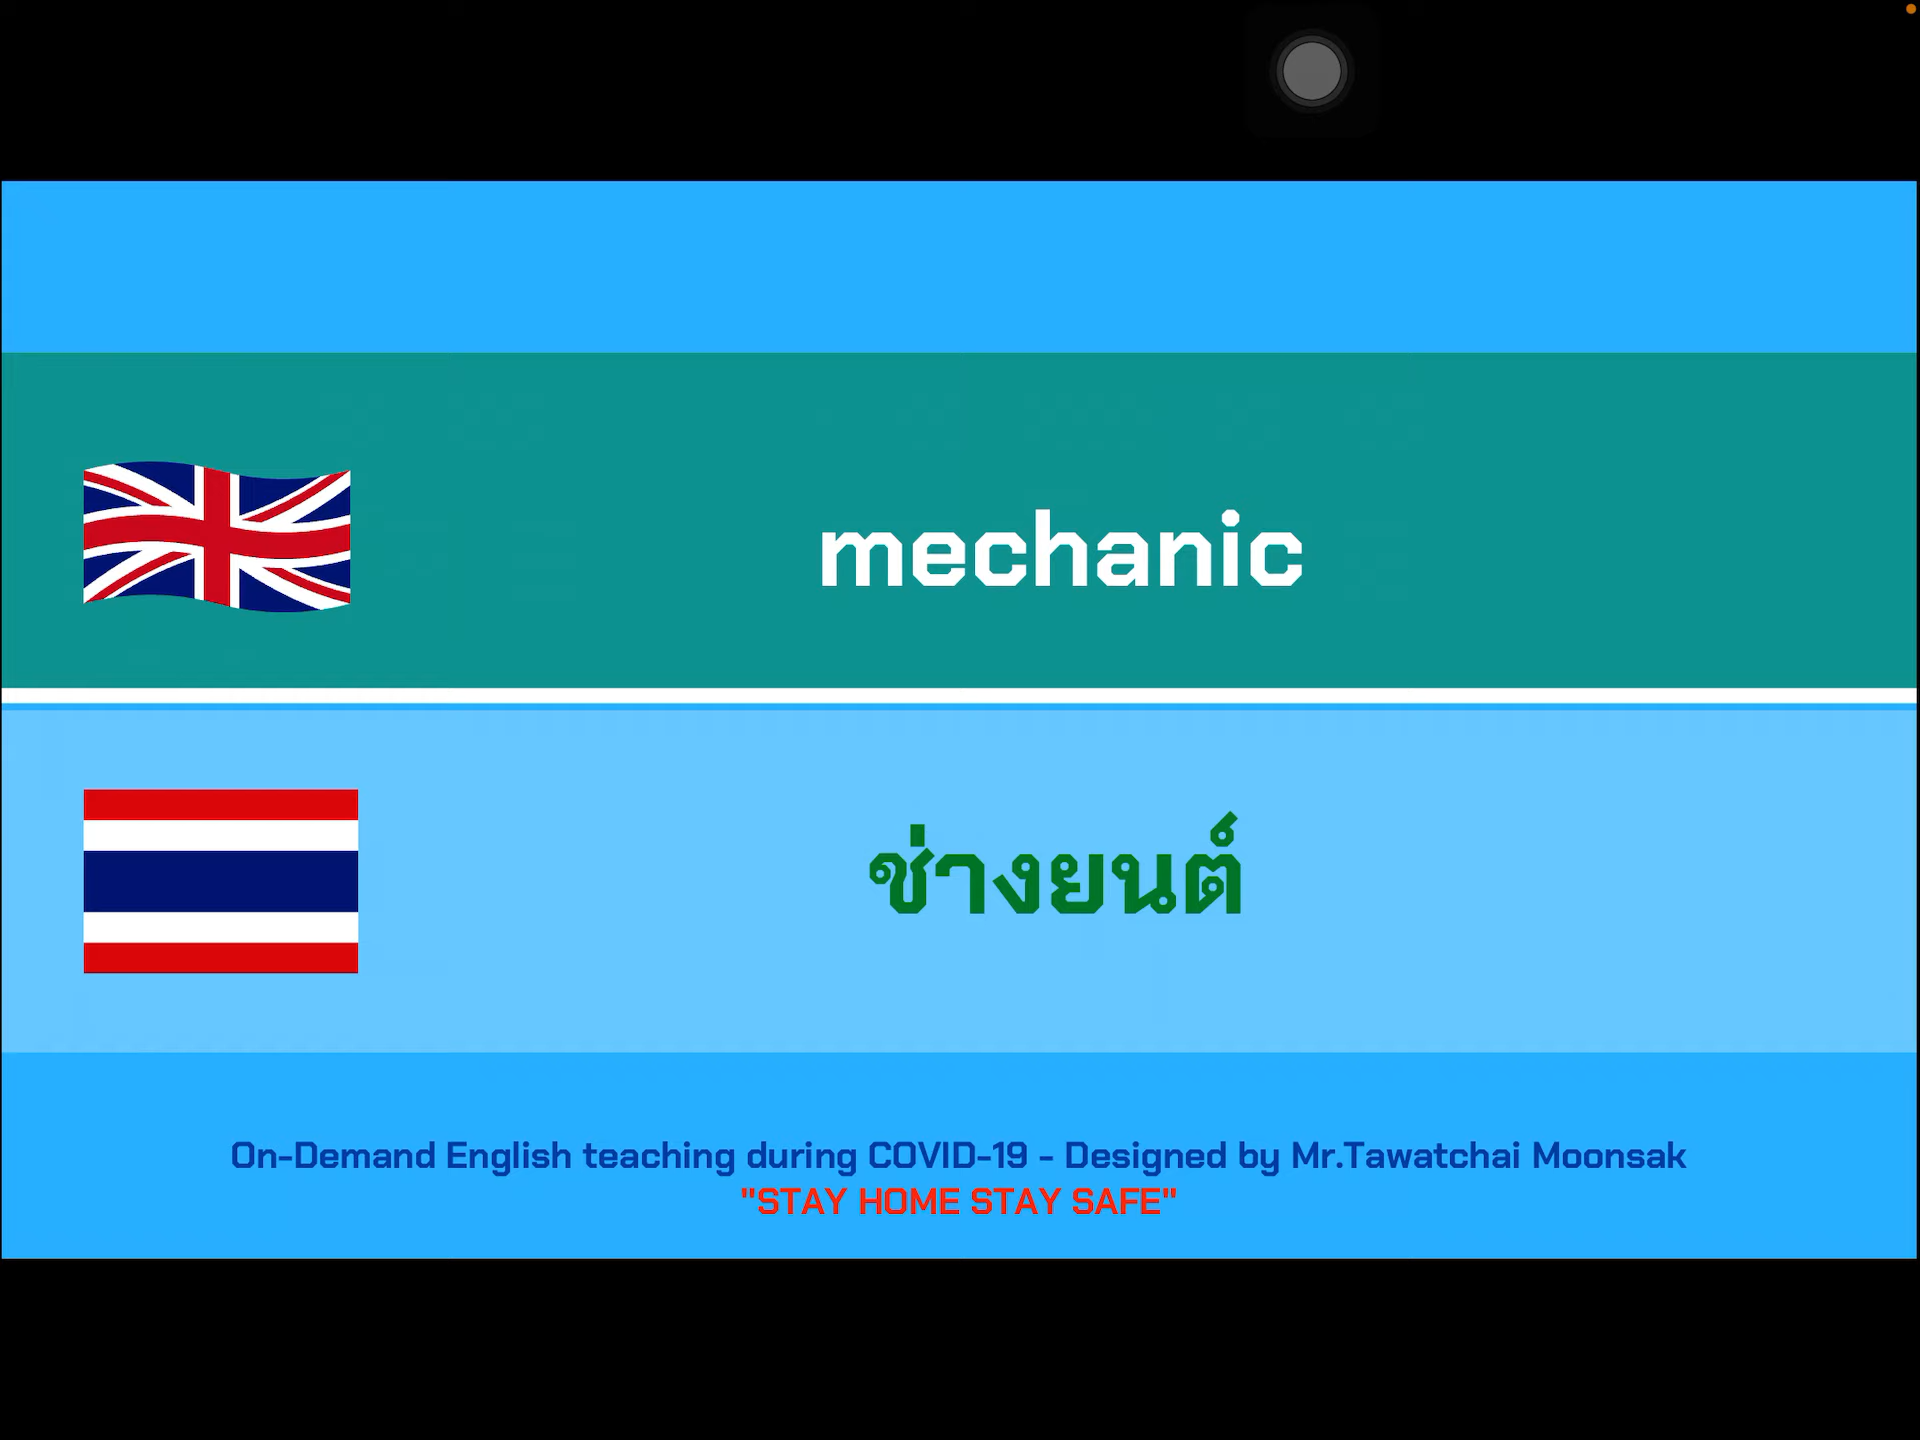 mechanic
ช่างยนต์
On-Demand English teaching during COVID-19 - Designed by Mr.Tawatchai Moonsak
"STAY HOME STAY SAFE"